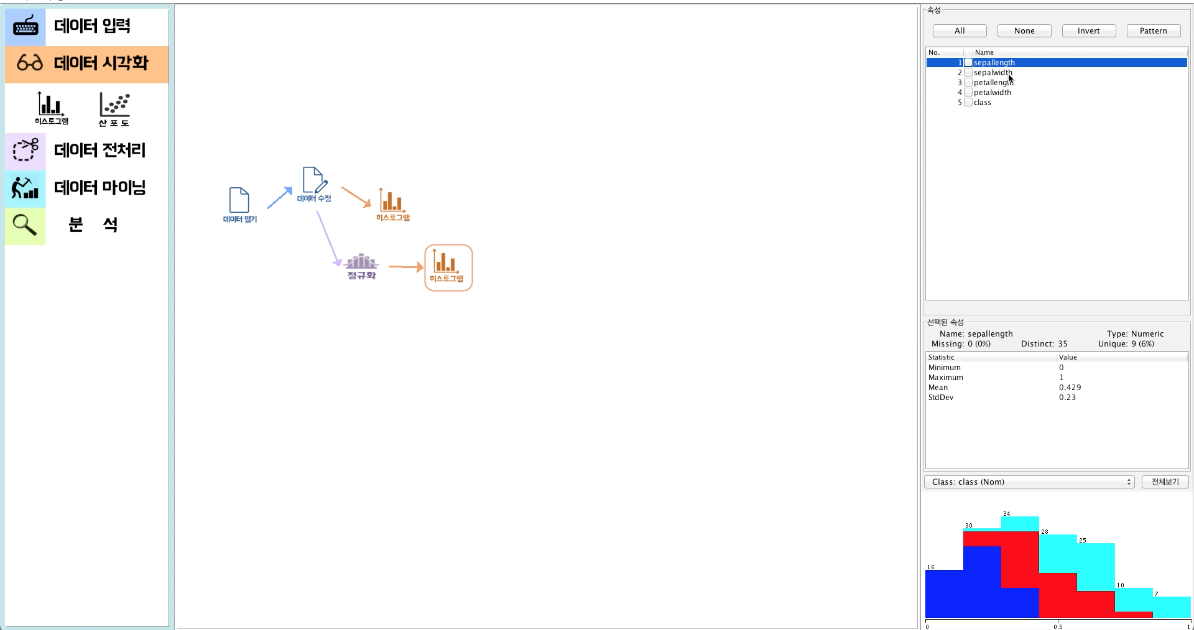 데이터 입력
데이터 시각화
히스토그램
산 포 도
데이터 전처리
데이터 마이닝
분 석
데이터 열기
데이터 수정
히스토그램
정규화
히스토그램
속성
All None Invert Pattern
No. Name
1 sepallength
2 sepalwidth
3 petallength
4 petalwidth
5 class
선택된 속성
Name: sepallength Type: Numeric
Missing: 0 (0%) Distinct: 35 Unique: 9 (6%)
Statistic Value
Minimum 0
Maximum 1
Mean 0.429
StdDev 0.23
Class: class (Nom) 전체보기
34
30
28
25
16
10
7
0 0.5 1